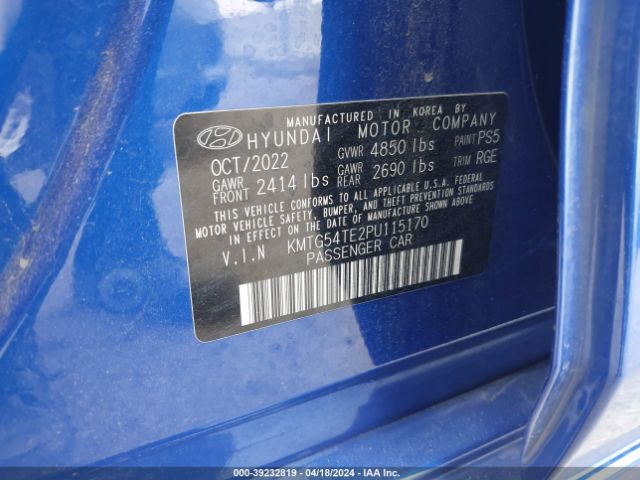 MANUFACTURED IN KOREA BY
HYUNDAI MOTOR COMPANY
OCT/2022 GVWR 4850 lbs PAINT PS5
GAWR FRONT 2414 lbs GAWR REAR 2690 lbs TRIM RGE
THIS VEHICLE CONFORMS TO ALL APPLICABLE U.S.A. FEDERAL
MOTOR VEHICLE SAFETY, BUMPER, AND THEFT PREVENTION STANDARDS
IN EFFECT ON THE DATE OF MANUFACTURE SHOWN ABOVE.
V.I.N KMTG54TE2PU115170
PASSENGER CAR
000-39232819 - 04/18/2024 - IAA Inc.